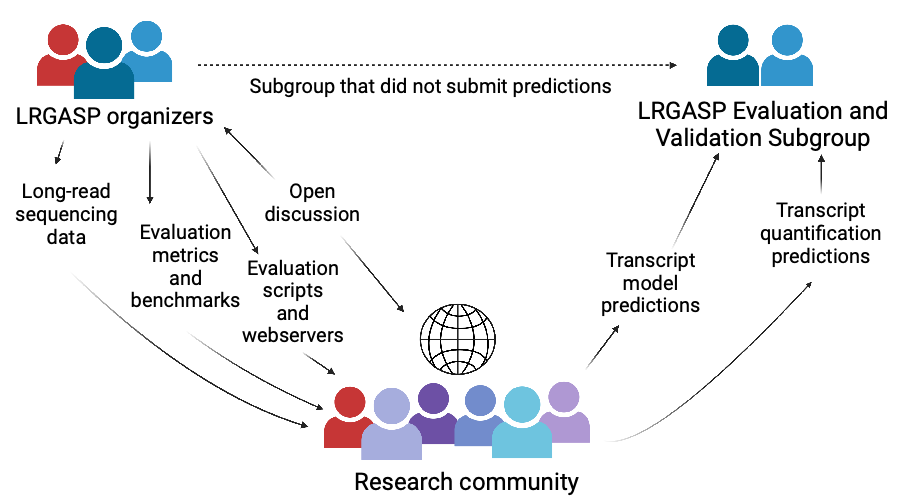 LRGASP organizers
Subgroup that did not submit predictions
LRGASP Evaluation and
Validation Subgroup
Long-read
sequencing
data
Evaluation
metrics
and
benchmarks
Evaluation
scripts
and
webservers
Open
discussion
Transcript
model
predictions
Transcript
quantification
predictions
Research community